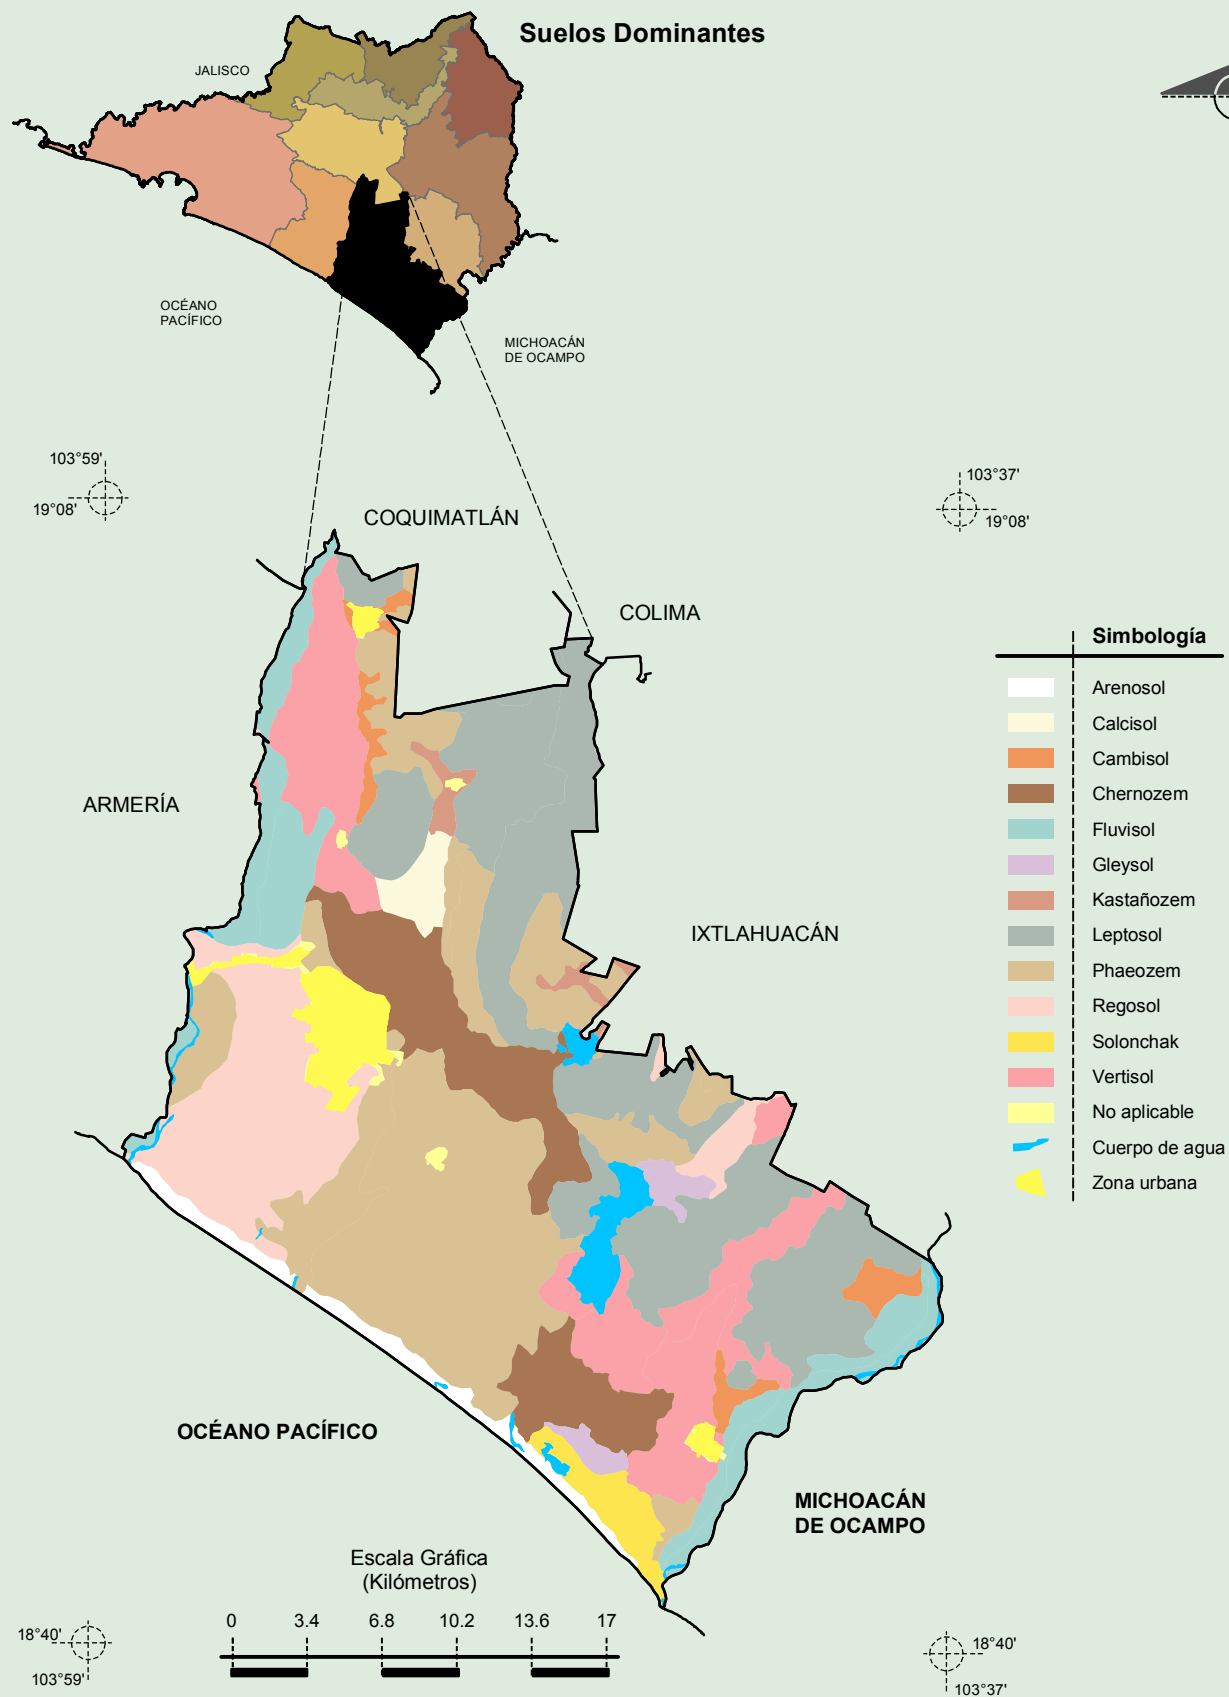 Suelos Dominantes
JALISCO
OCÉANO
PACÍFICO
MICHOACÁN
DE OCAMPO
103°59'
19°08'
103°37'
19°08'
COQUIMATLÁN
COLIMA
ARMERÍA
IXTLAHUACÁN
Simbología
Arenosol
Calcisol
Cambisol
Chernozem
Fluvisol
Gleysol
Kastañozem
Leptosol
Phaeozem
Regosol
Solonchak
Vertisol
No aplicable
Cuerpo de agua
Zona urbana
OCÉANO PACÍFICO
MICHOACÁN
DE OCAMPO
Escala Gráfica
(Kilómetros)
0 3.4 6.8 10.2 13.6 17
18°40'
103°59'
18°40'
103°37'